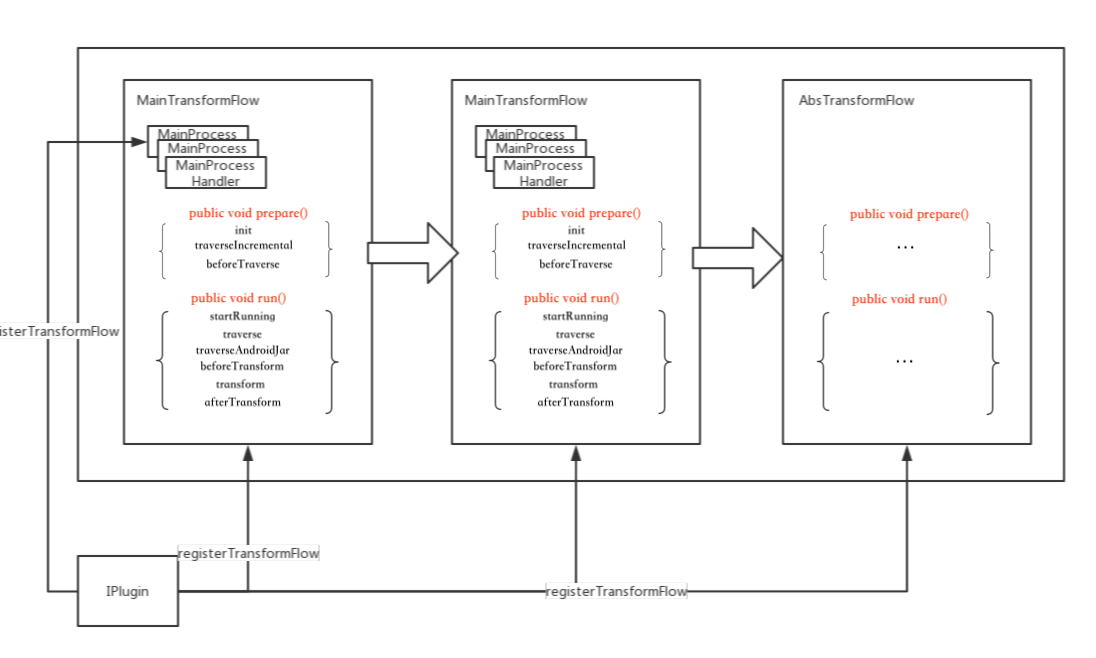 MainTransformFlow
MainProcess
MainProcess
MainProcess
Handler
public void prepare()
init
traverseIncremental
beforeTraverse
public void run()
startRunning
traverse
traverseAndroidJar
beforeTransform
transform
afterTransform
MainTransformFlow
MainProcess
MainProcess
MainProcess
Handler
public void prepare()
init
traverseIncremental
beforeTraverse
public void run()
startRunning
traverse
traverseAndroidJar
beforeTransform
transform
afterTransform
AbsTransformFlow
public void prepare()
...
public void run()
...
isterTransformFlow
registerTransformFlow
IPlugin
registerTransformFlow